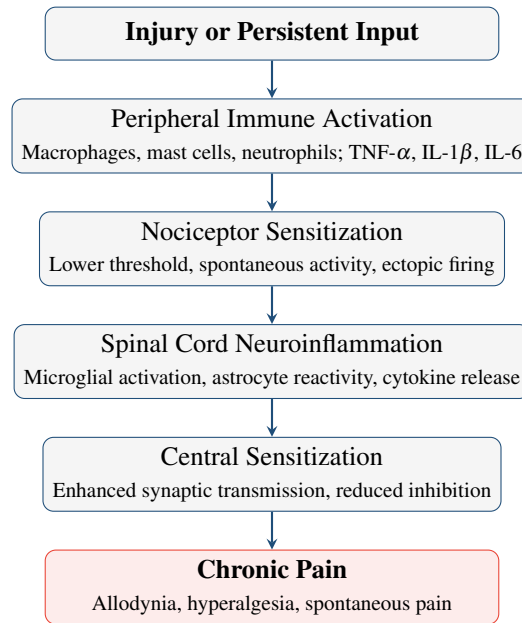 Injury or Persistent Input
Peripheral Immune Activation
Macrophages, mast cells, neutrophils; TNF-α, IL-1β, IL-6
Nociceptor Sensitization
Lower threshold, spontaneous activity, ectopic firing
Spinal Cord Neuroinflammation
Microglial activation, astrocyte reactivity, cytokine release
Central Sensitization
Enhanced synaptic transmission, reduced inhibition
Chronic Pain
Allodynia, hyperalgesia, spontaneous pain